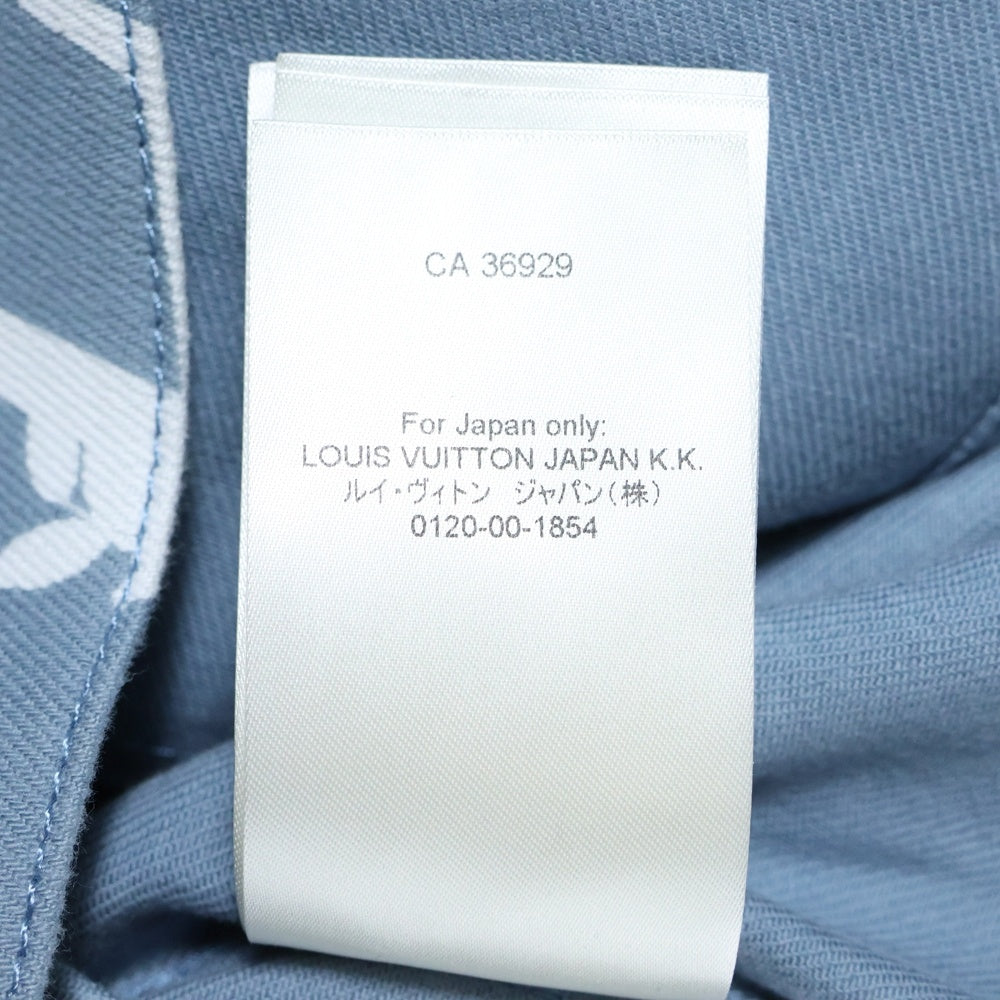 CA 36929
For Japan only:
LOUIS VUITTON JAPAN K.K.
ルイ・ヴィトン　ジャパン(株)
0120-00-1854